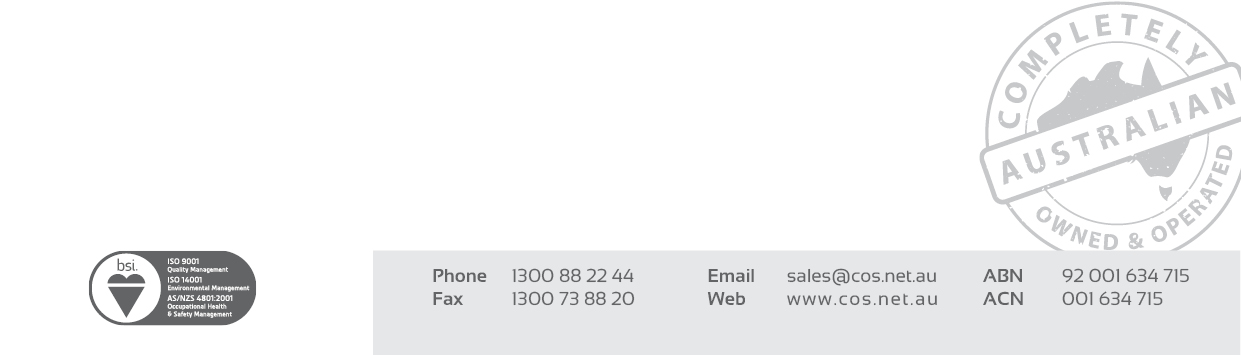 COMPLETELY
AUSTRALIAN
OWNED & OPERATED
bsi.
ISO 9001
Quality Management
ISO 14001
Environmental Management
AS/NZS 4801:2001
Occupational Health
& Safety Management
Phone 1300 88 22 44 Email sales@cos.net.au ABN 92 001 634 715
Fax 1300 73 88 20 Web www.cos.net.au ACN 001 634 715